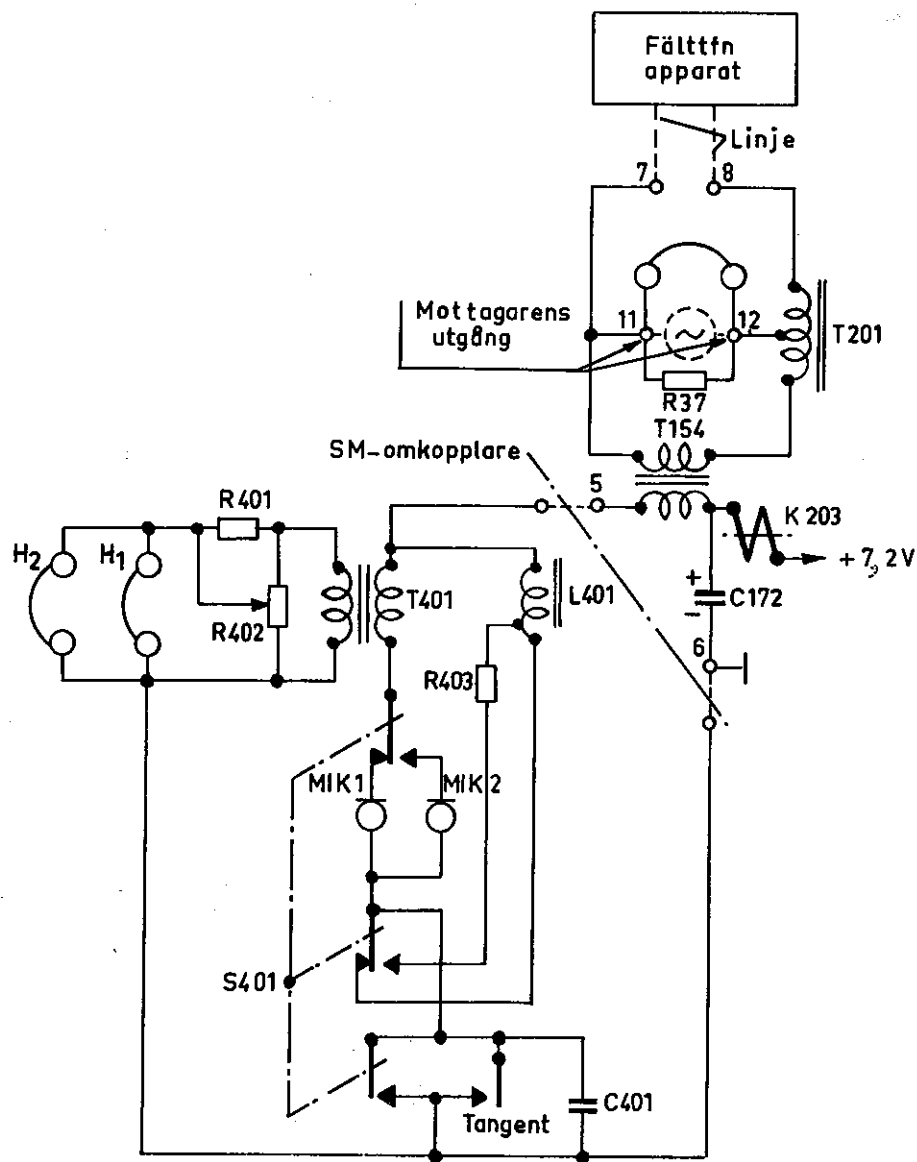 Fälttfn
apparat
Linje
7
8
Mottagarens
utgång
11
~
12
T201
R37
T154
SM-omkopplare
5
K 203
+7,2V
R401
H2
H1
R402
T401
L401
+
C172
-
6
R403
MIK 1
MIK 2
S401
C401
Tangent